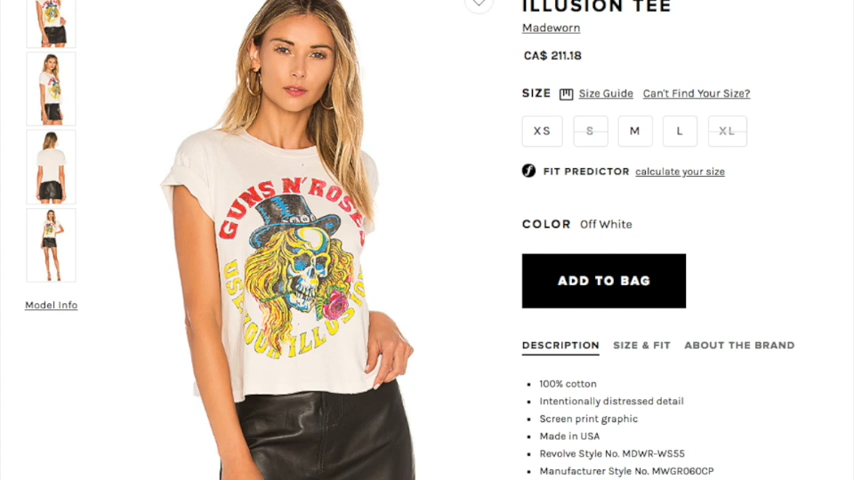 ILLUSION TEE
Madeworn
CA$ 211.18
SIZE Size Guide Can't Find Your Size?
XS S M L XL
FIT PREDICTOR calculate your size
COLOR Off White
ADD TO BAG
DESCRIPTION SIZE & FIT ABOUT THE BRAND
100% cotton
Intentionally distressed detail
Screen print graphic
Made in USA
Revolve Style No. MDWR-WS55
Manufacturer Style No. MWGR060CP
Model Info
GUNS N' ROSES
USE YOUR ILLUSION